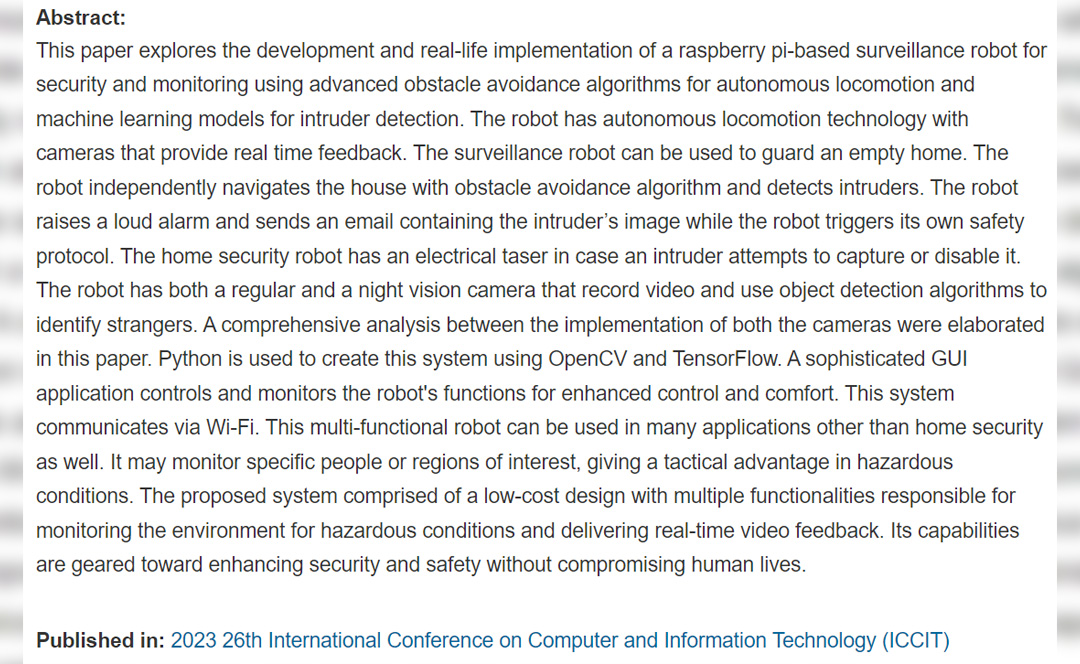 Abstract:
This paper explores the development and real-life implementation of a raspberry pi-based surveillance robot for
security and monitoring using advanced obstacle avoidance algorithms for autonomous locomotion and
machine learning models for intruder detection. The robot has autonomous locomotion technology with
cameras that provide real time feedback. The surveillance robot can be used to guard an empty home. The
robot independently navigates the house with obstacle avoidance algorithm and detects intruders. The robot
raises a loud alarm and sends an email containing the intruder’s image while the robot triggers its own safety
protocol. The home security robot has an electrical taser in case an intruder attempts to capture or disable it.
The robot has both a regular and a night vision camera that record video and use object detection algorithms to
identify strangers. A comprehensive analysis between the implementation of both the cameras were elaborated
in this paper. Python is used to create this system using OpenCV and TensorFlow. A sophisticated GUI
application controls and monitors the robot's functions for enhanced control and comfort. This system
communicates via Wi-Fi. This multi-functional robot can be used in many applications other than home security
as well. It may monitor specific people or regions of interest, giving a tactical advantage in hazardous
conditions. The proposed system comprised of a low-cost design with multiple functionalities responsible for
monitoring the environment for hazardous conditions and delivering real-time video feedback. Its capabilities
are geared toward enhancing security and safety without compromising human lives.
Published in: 2023 26th International Conference on Computer and Information Technology (ICCIT)